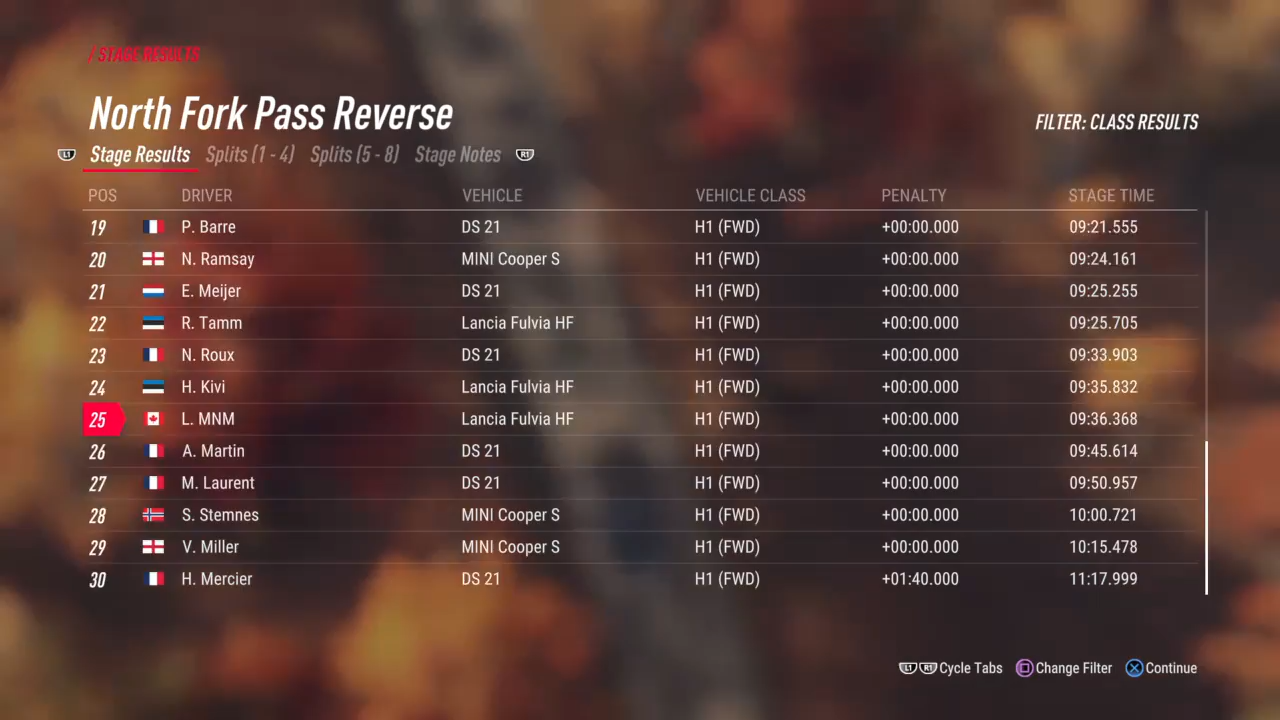 / STAGE RESULTS
North Fork Pass Reverse
FILTER: CLASS RESULTS
L1 Stage Results Splits (1 - 4) Splits (5 - 8) Stage Notes R1
POS DRIVER VEHICLE VEHICLE CLASS PENALTY STAGE TIME
19 P. Barre DS 21 H1 (FWD) +00:00.000 09:21.555
20 N. Ramsay MINI Cooper S H1 (FWD) +00:00.000 09:24.161
21 E. Meijer DS 21 H1 (FWD) +00:00.000 09:25.255
22 R. Tamm Lancia Fulvia HF H1 (FWD) +00:00.000 09:25.705
23 N. Roux DS 21 H1 (FWD) +00:00.000 09:33.903
24 H. Kivi Lancia Fulvia HF H1 (FWD) +00:00.000 09:35.832
25 L. MNM Lancia Fulvia HF H1 (FWD) +00:00.000 09:36.368
26 A. Martin DS 21 H1 (FWD) +00:00.000 09:45.614
27 M. Laurent DS 21 H1 (FWD) +00:00.000 09:50.957
28 S. Stemnes MINI Cooper S H1 (FWD) +00:00.000 10:00.721
29 V. Miller MINI Cooper S H1 (FWD) +00:00.000 10:15.478
30 H. Mercier DS 21 H1 (FWD) +01:40.000 11:17.999
L1 R1 Cycle Tabs Change Filter Continue